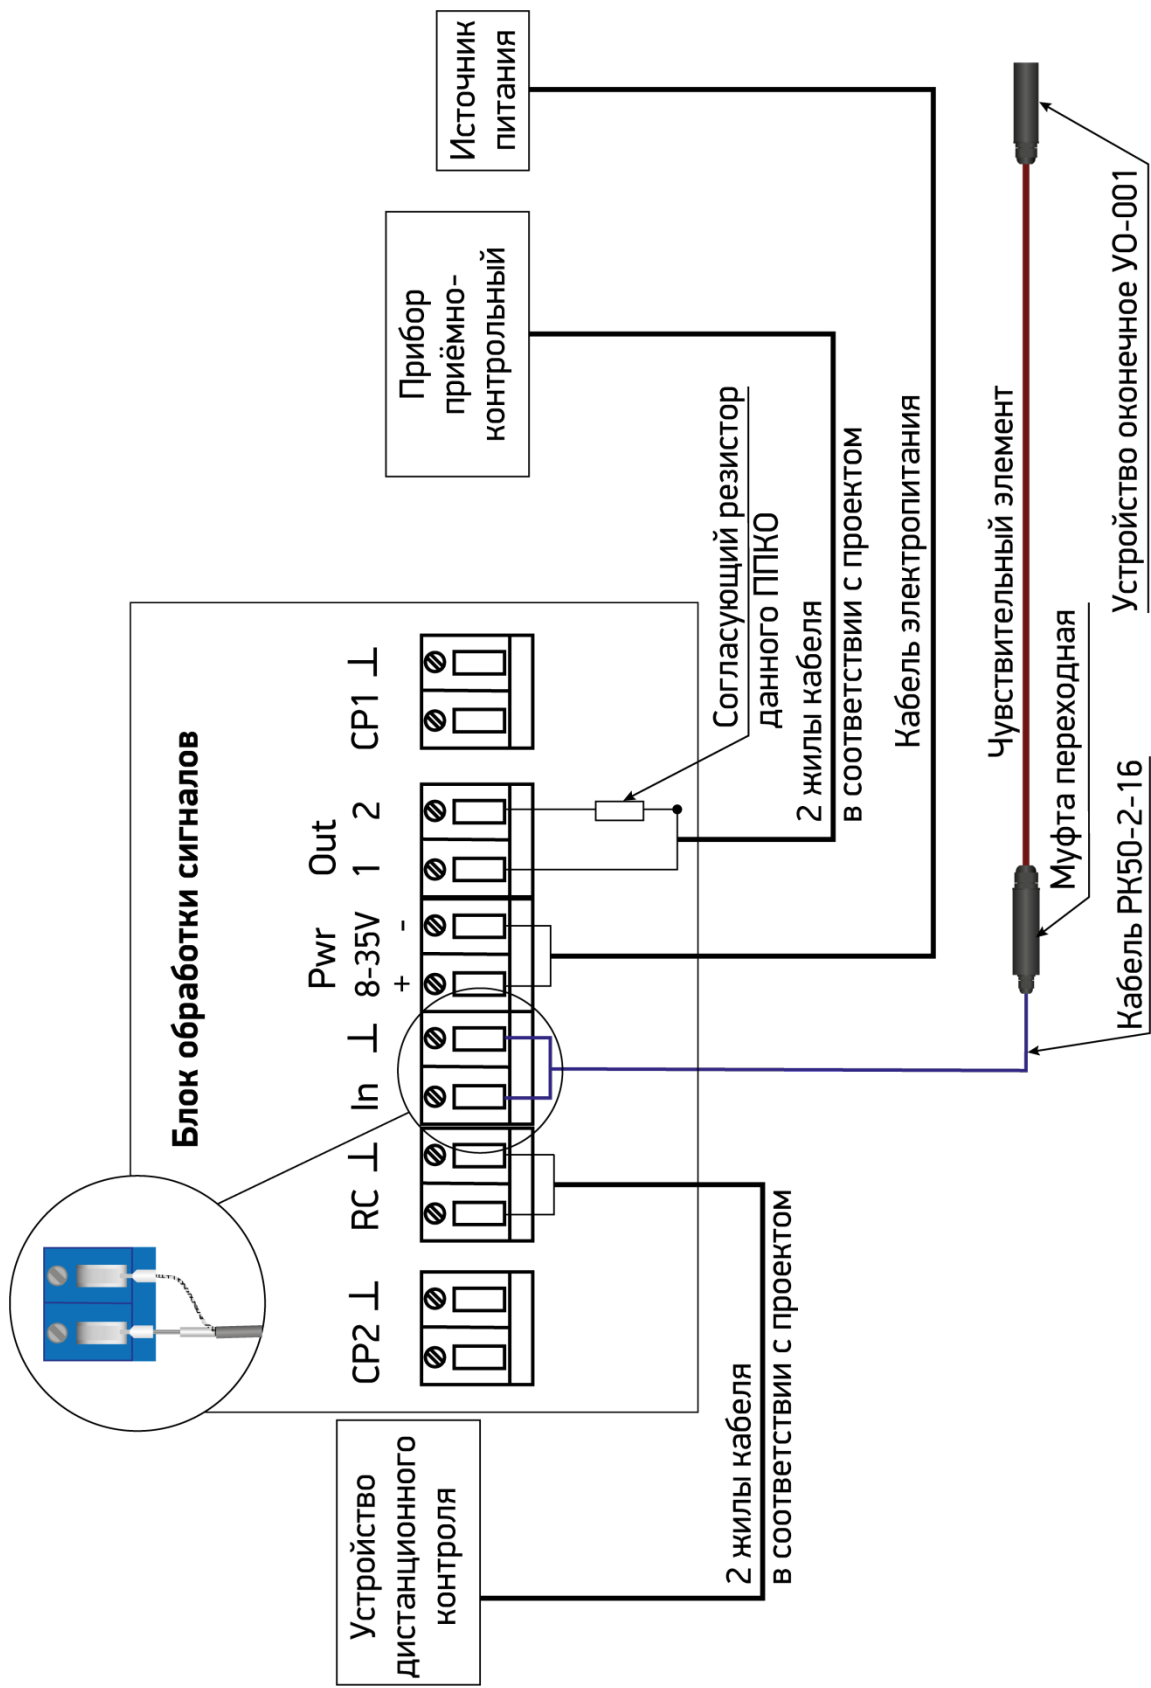 Блок обработки сигналов
Pwr
Out
CP2 ⊥
RC ⊥
In ⊥
8-35V
1
2
CP1 ⊥
+
-
Устройство
дистанционного
контроля
Прибор
приёмно-
контрольный
Источник
питания
2 жилы кабеля
в соответствии с проектом
Согласующий резистор
данного ППКО
2 жилы кабеля
в соответствии с проектом
Кабель электропитания
Чувствительный элемент
Муфта переходная
Кабель РК50-2-16
Устройство оконечное УО-001